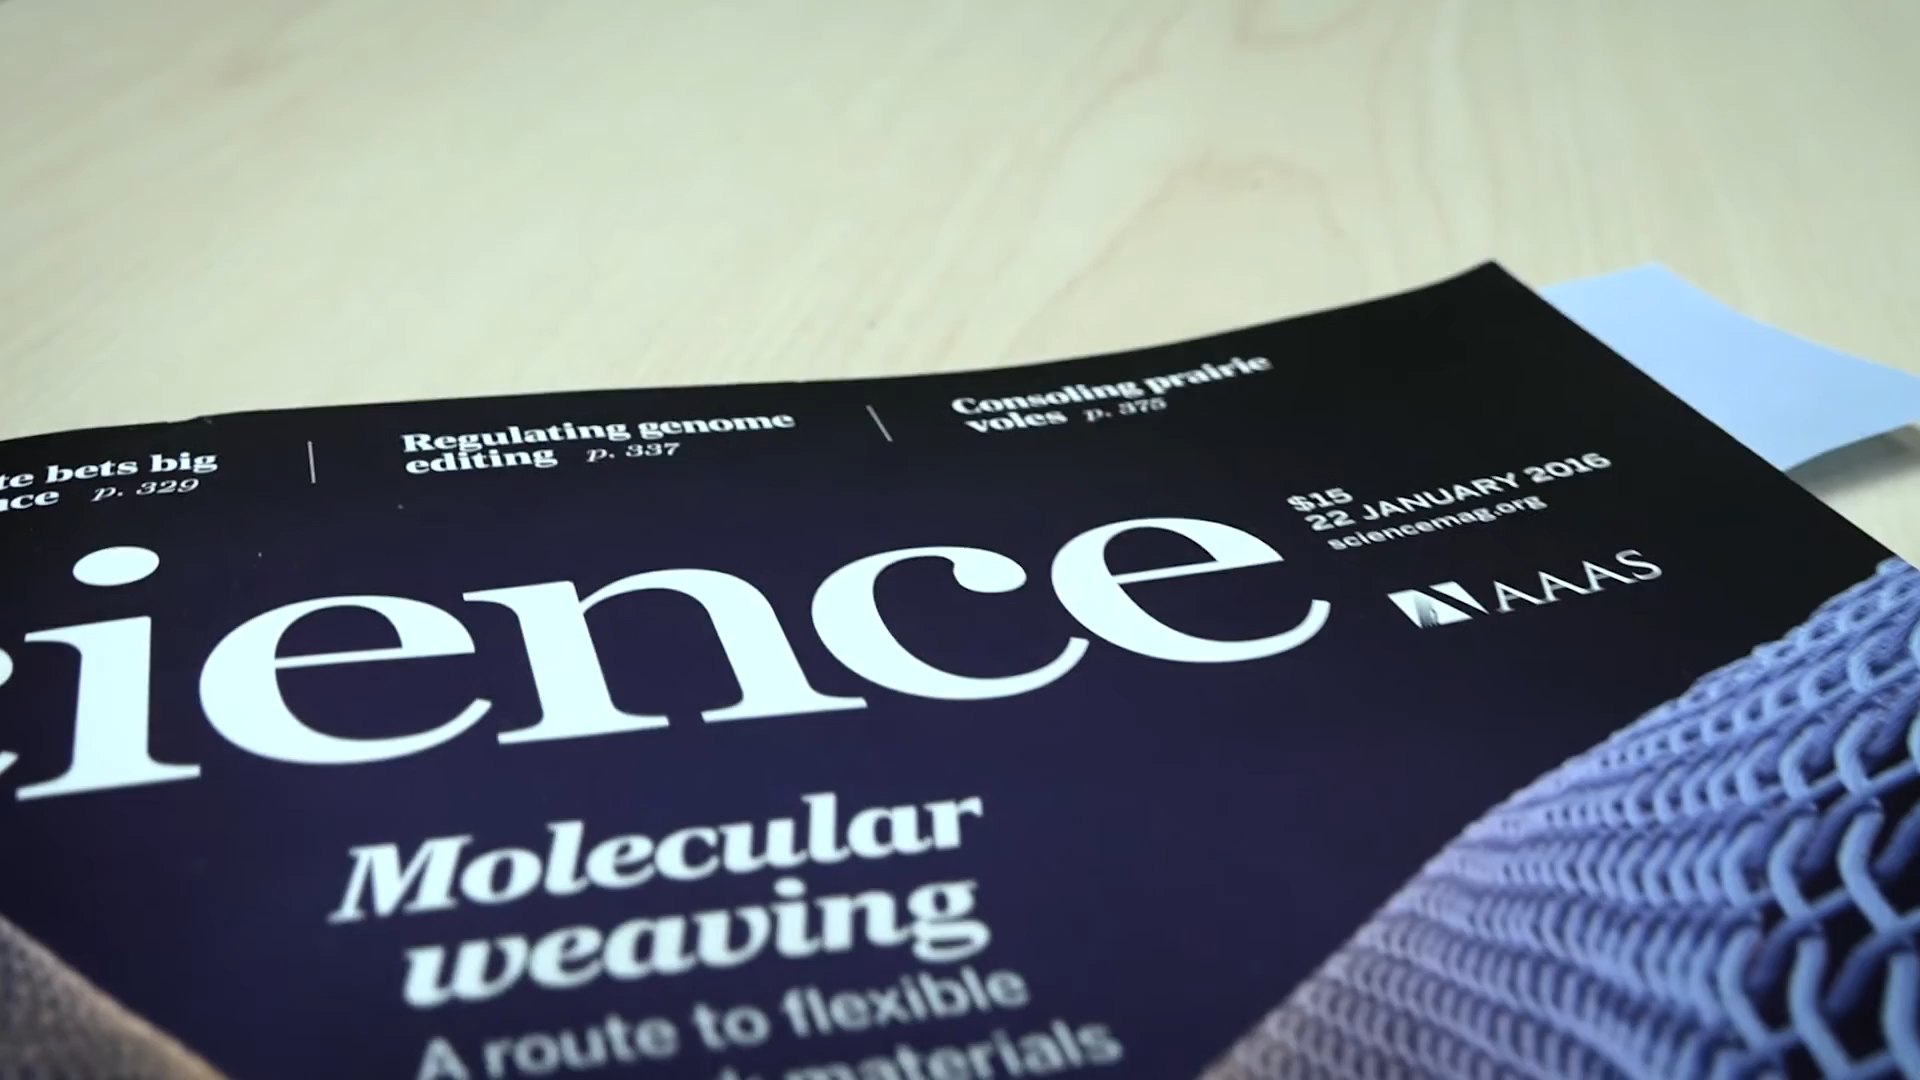 te bets big
nce p. 329
Regulating genome
editing p. 337
Consoling prairie
voles p. 375
cience
$15
22 JANUARY 2016
sciencemag.org
AAAS
Molecular
weaving
A route to flexible
materials